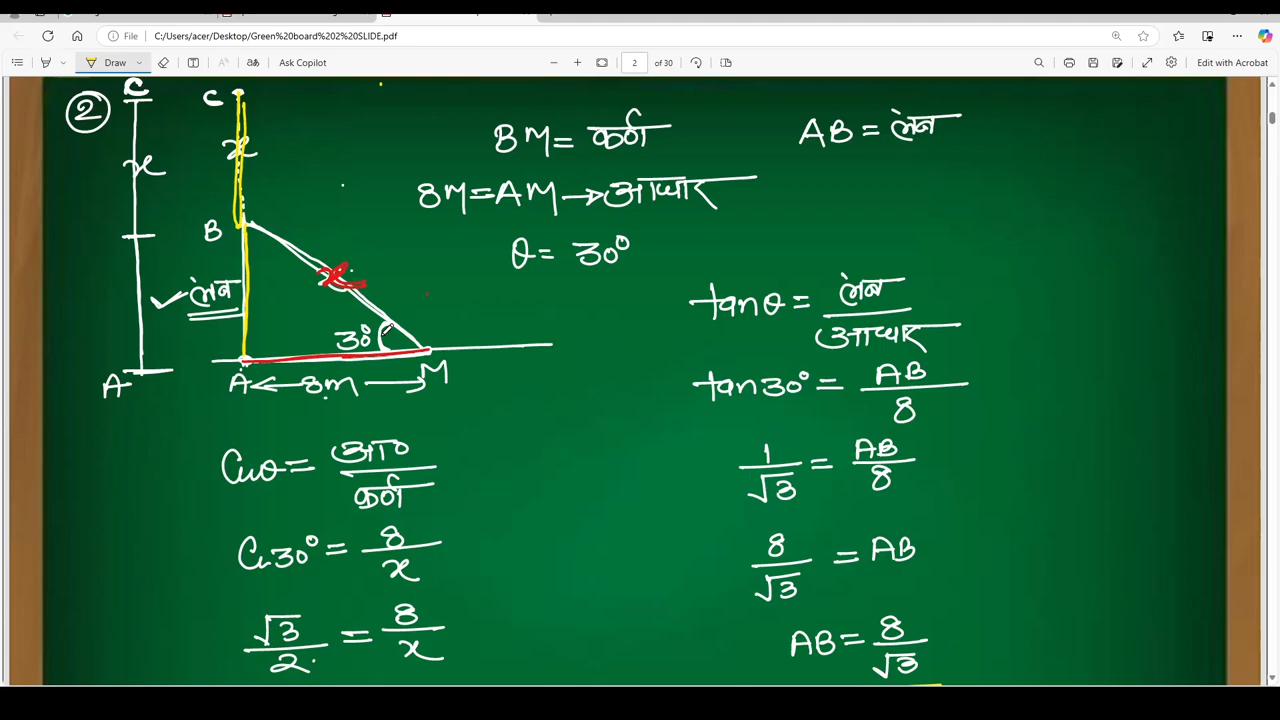 File C:/Users/acer/Desktop/Green%20board%202%20SLIDE.pdf
Draw Ask Copilot 2 of 30 Edit with Acrobat
②
C
x
A
C
x
B
लंब
x
30°
A 8m M
BM = कर्ण
8M = AM → आधार
θ = 30°
AB = लंब
Cosθ = आ०/कर्ण
Cos30° = 8/x
√3/2 = 8/x
tanθ = लंब/आधार
tan30° = AB/8
1/√3 = AB/8
8/√3 = AB
AB = 8/√3